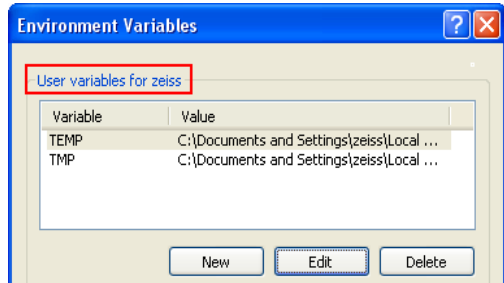 Environment Variables
User variables for zeiss
Variable Value
TEMP C:\Documents and Settings\zeiss\Local ...
TMP C:\Documents and Settings\zeiss\Local ...
New Edit Delete